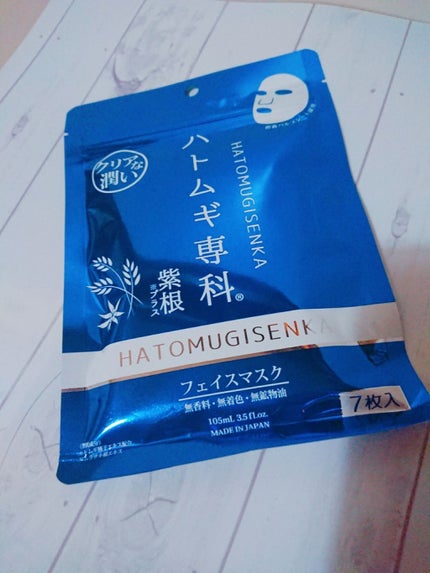 クリアな
潤い
HATOMUGISENKA
ハトムギ専科®
紫根
※プラス
HATOMUGISENKA
フェイスマスク
無香料・無着色・無鉱物油
105mL 3.5fl.oz.
MADE IN JAPAN
7枚入